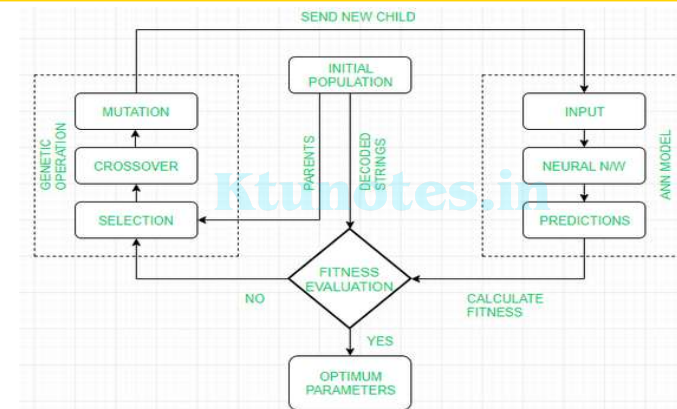 SEND NEW CHILD
INITIAL
POPULATION
MUTATION
INPUT
GENETIC
OPERATION
CROSSOVER
PARENTS
DECODED
STRINGS
NEURAL N/W
ANN MODEL
Ktunotes.in
SELECTION
PREDICTIONS
FITNESS
EVALUATION
NO
CALCULATE
FITNESS
YES
OPTIMUM
PARAMETERS